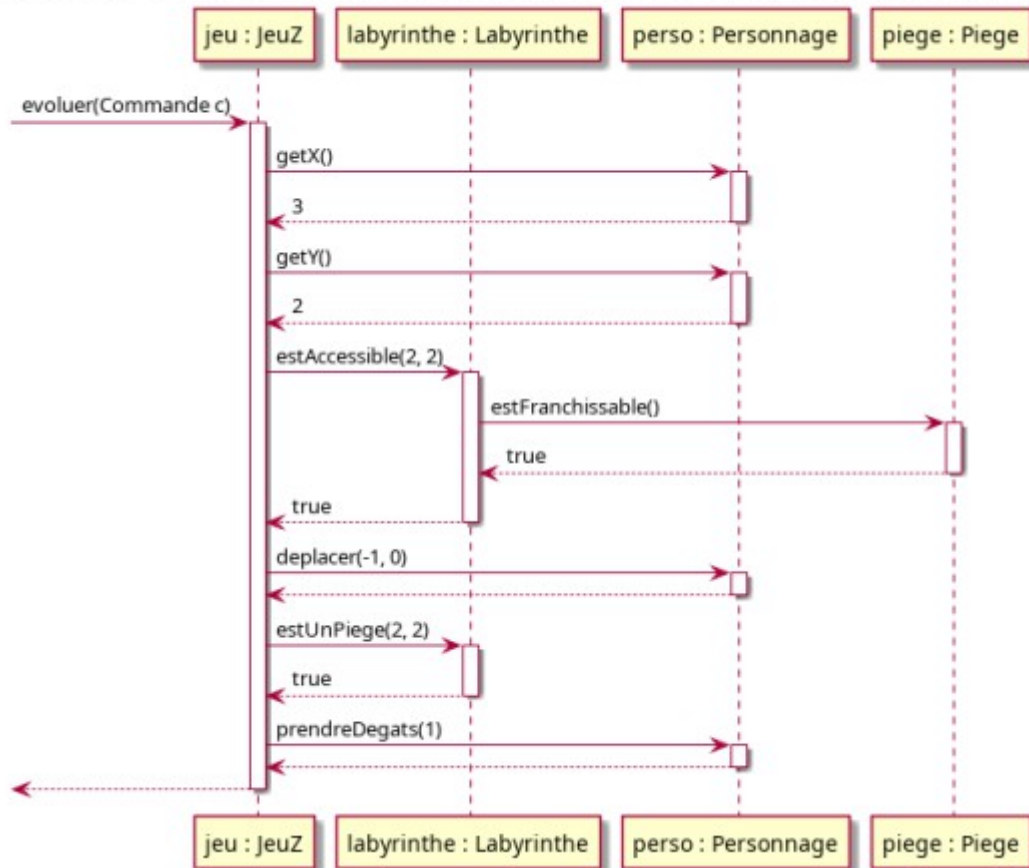 jeu : JeuZ
labyrinthe : Labyrinthe
perso : Personnage
piege : Piege
evoluer(Commande c)
getX()
3
getY()
2
estAccessible(2, 2)
estFranchissable()
true
true
deplacer(-1, 0)
estUnPiege(2, 2)
true
prendreDegats(1)
jeu : JeuZ
labyrinthe : Labyrinthe
perso : Personnage
piege : Piege